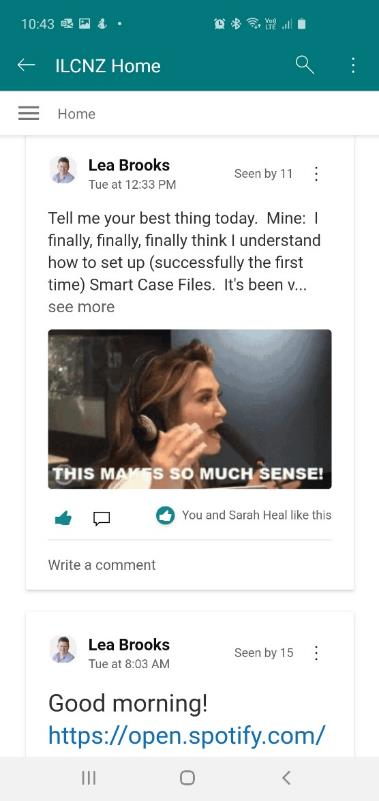 10:43
Vo))
LTE
ILCNZ Home
Home
Lea Brooks
Seen by 11
Tue at 12:33 PM
Tell me your best thing today.  Mine:  I
finally, finally, finally think I understand
how to set up (successfully the first
time) Smart Case Files.  It's been v...
see more
THIS MAKES SO MUCH SENSE!
You and Sarah Heal like this
Write a comment
Lea Brooks
Seen by 15
Tue at 8:03 AM
Good morning!
https://open.spotify.com/